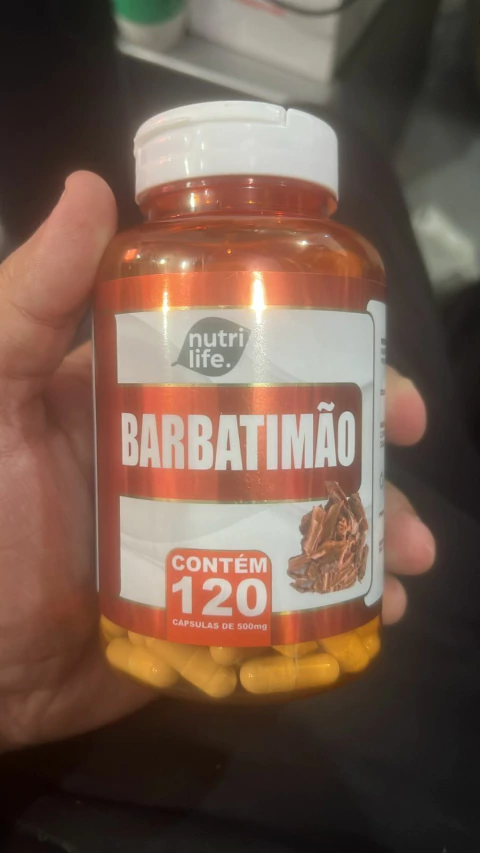 nutri
life.
BARBATIMÃO
CONTÉM
120
CÁPSULAS DE 500mg